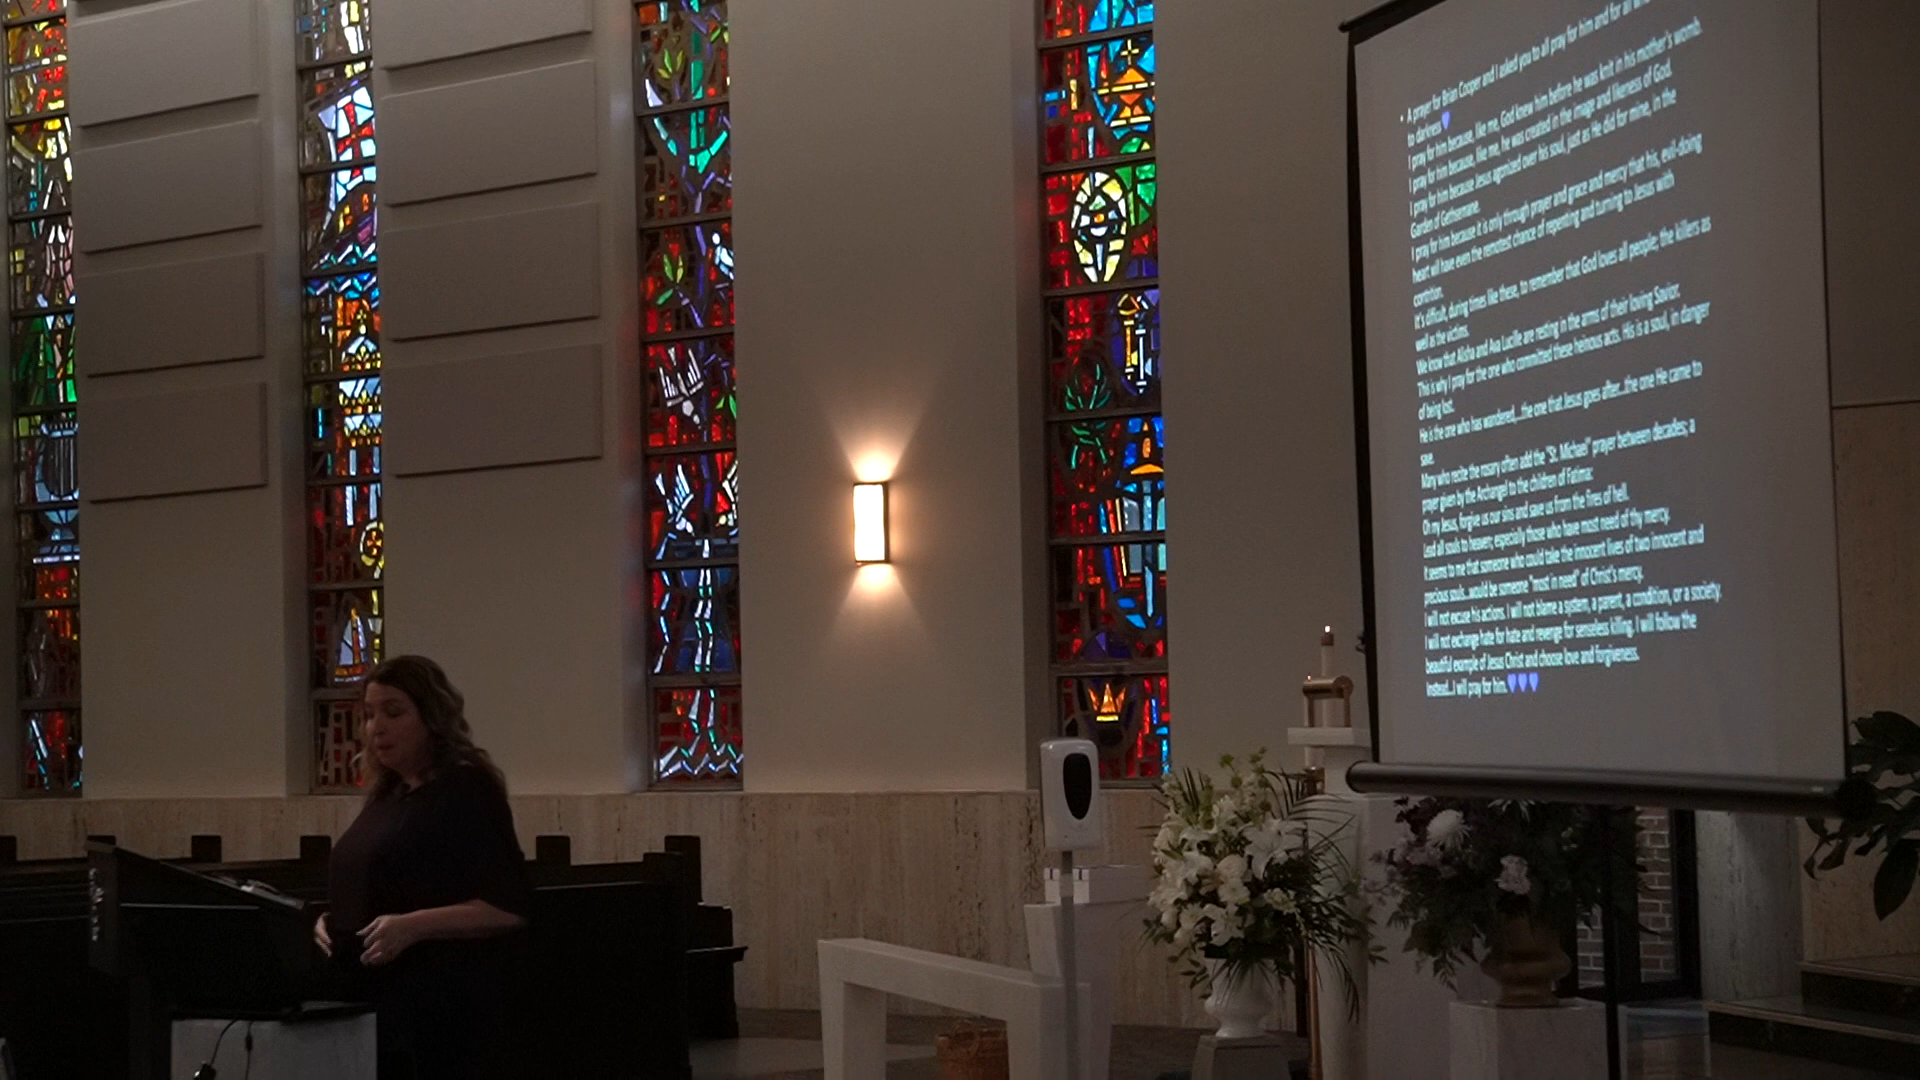 • A prayer for Brian Cooper and I asked you to all pray for him and for all who
to darkness💜
I pray for him because, like me, God knew him before he was knit in his mother's womb.
I pray for him because, like me, he was created in the image and likeness of God.
I pray for him because Jesus agonized over his soul, just as He did for mine, in the
Garden of Gethsemane.
I pray for him because it is only through prayer and grace and mercy that his, evil-doing
heart will have even the remotest chance of repenting and turning to Jesus with
contrition.
It's difficult, during times like these, to remember that God loves all people; the killers as
well as the victims.
We know that Alisha and Ava Lucille are resting in the arms of their loving Savior.
This is why I pray for the one who committed these heinous acts. His is a soul, in danger
of being lost.
He is the one who has wandered,...the one that Jesus goes after...the one He came to
save.
Many who recite the rosary often add the "St. Michael" prayer between decades; a
prayer given by the Archangel to the children of Fatima:
Oh my Jesus, forgive us our sins and save us from the fires of hell.
Lead all souls to heaven; especially those who have most need of thy mercy.
It seems to me that someone who could take the innocent lives of two innocent and
precious souls...would be someone "most in need" of Christ's mercy.
I will not excuse his actions. I will not blame a system, a parent, a condition, or a society.
I will not exchange hate for hate and revenge for senseless killing. I will follow the
beautiful example of Jesus Christ and choose love and forgiveness.
Instead...I will pray for him.💜💜💜